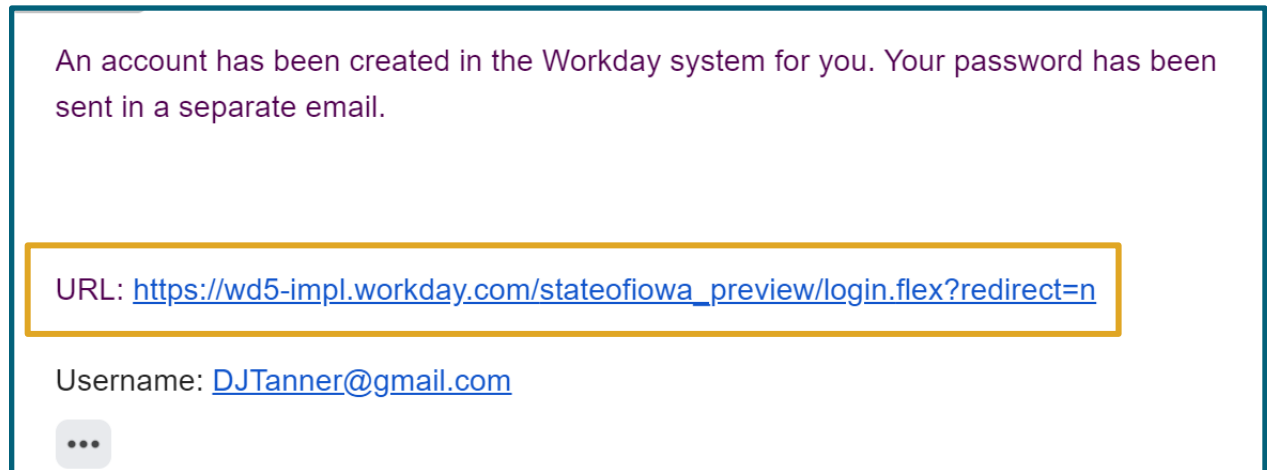 An account has been created in the Workday system for you. Your password has been
sent in a separate email.
URL: https://wd5-impl.workday.com/stateofiowa_preview/login.flex?redirect=n
Username: DJTanner@gmail.com